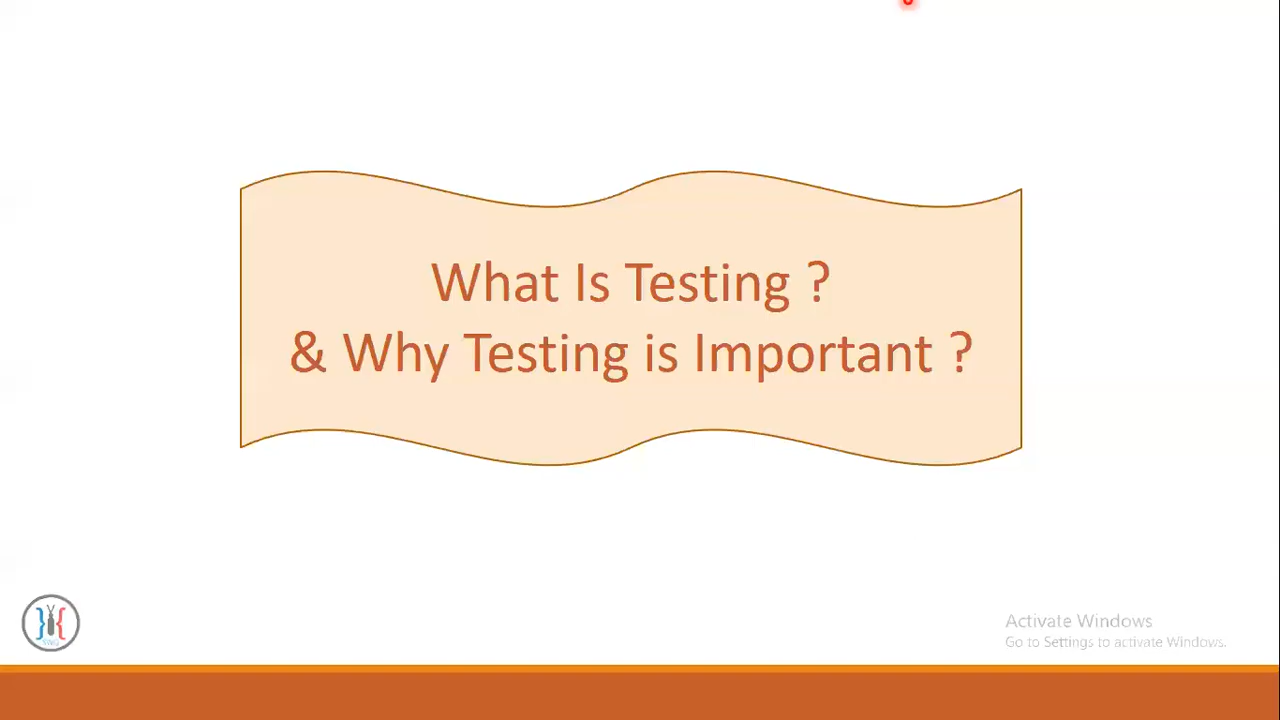 What Is Testing ?
& Why Testing is Important ?
Activate Windows
Go to Settings to activate Windows.